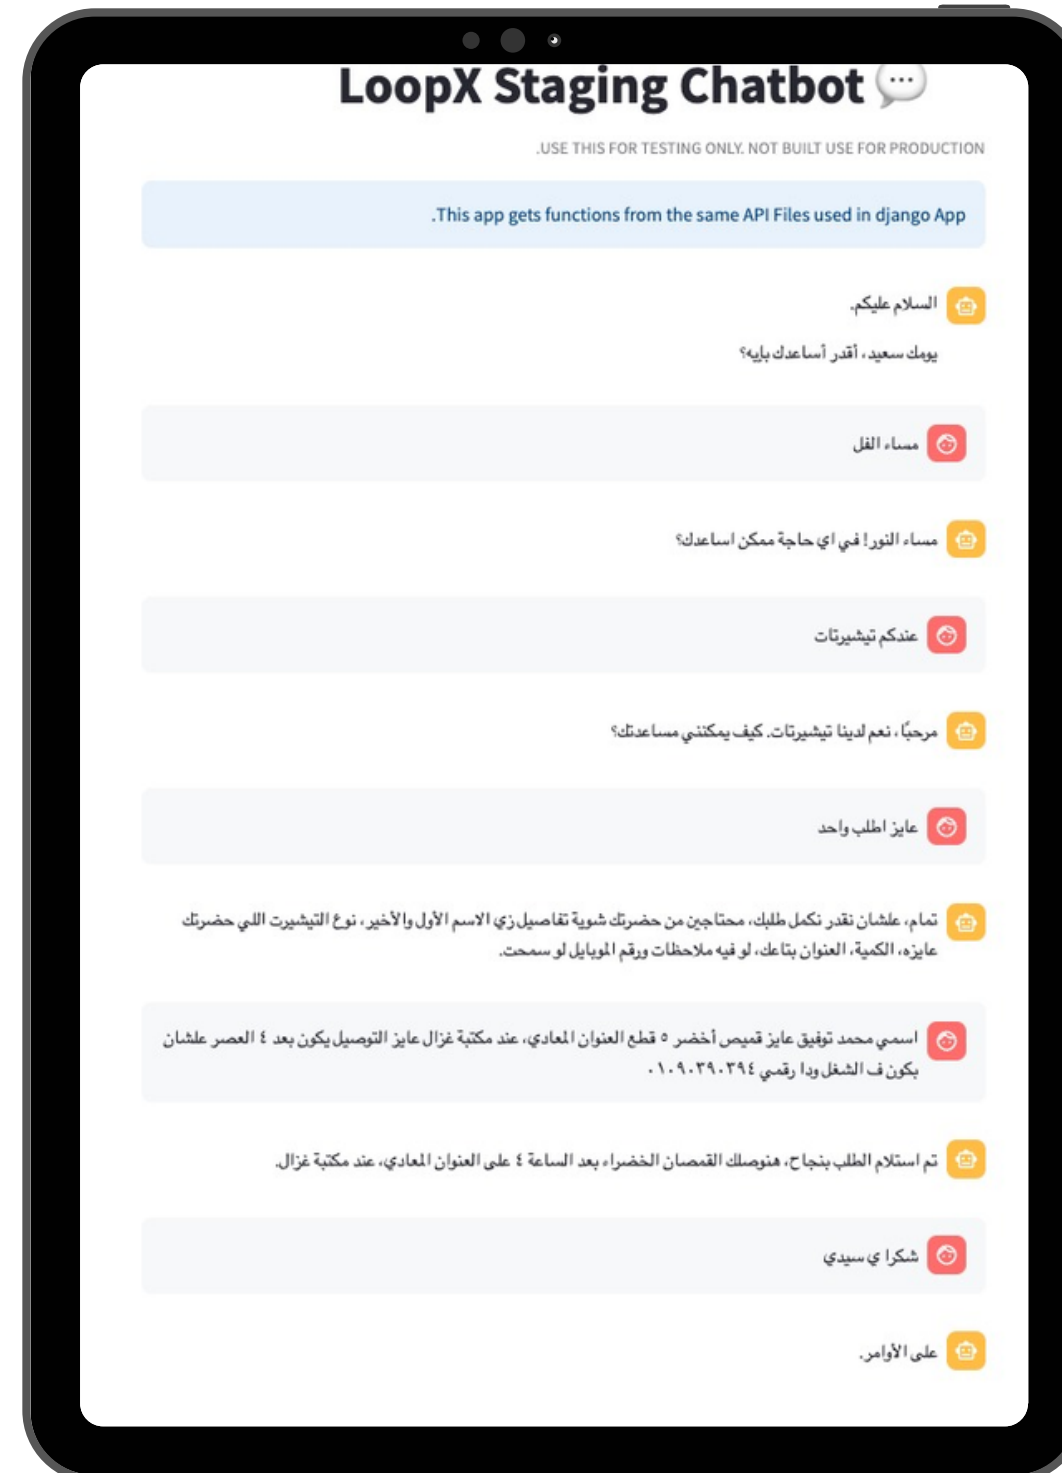 LoopX Staging Chatbot 💬
.USE THIS FOR TESTING ONLY. NOT BUILT USE FOR PRODUCTION
.This app gets functions from the same API Files used in django App
السلام عليكم.
يومك سعيد، أقدر أساعدك بإيه؟
مساء الفل
مساء النور! في اي حاجة ممكن اساعدك؟
عندكم تيشيرتات
مرحبًا، نعم لدينا تيشيرتات. كيف يمكنني مساعدتك؟
عايز اطلب واحد
تمام، علشان نقدر نكمل طلبك، محتاجين من حضرتك شوية تفاصيل زي الاسم الأول والأخير، نوع التيشيرت اللي حضرتك
عايزه، الكمية، العنوان بتاعك، لو فيه ملاحظات ورقم الموبايل لو سمحت.
اسمي محمد توفيق عايز قميص أخضر ٥ قطع العنوان المعادي، عند مكتبة غزال عايز التوصيل يكون بعد ٤ العصر علشان
بكون ف الشغل ودا رقمي ٠١٠٩٠٣٩٠٣٩٤
تم استلام الطلب بنجاح، هنوصلك القمصان الخضراء بعد الساعة ٤ على العنوان المعادي، عند مكتبة غزال.
شكرا ي سيدي
على الأوامر.